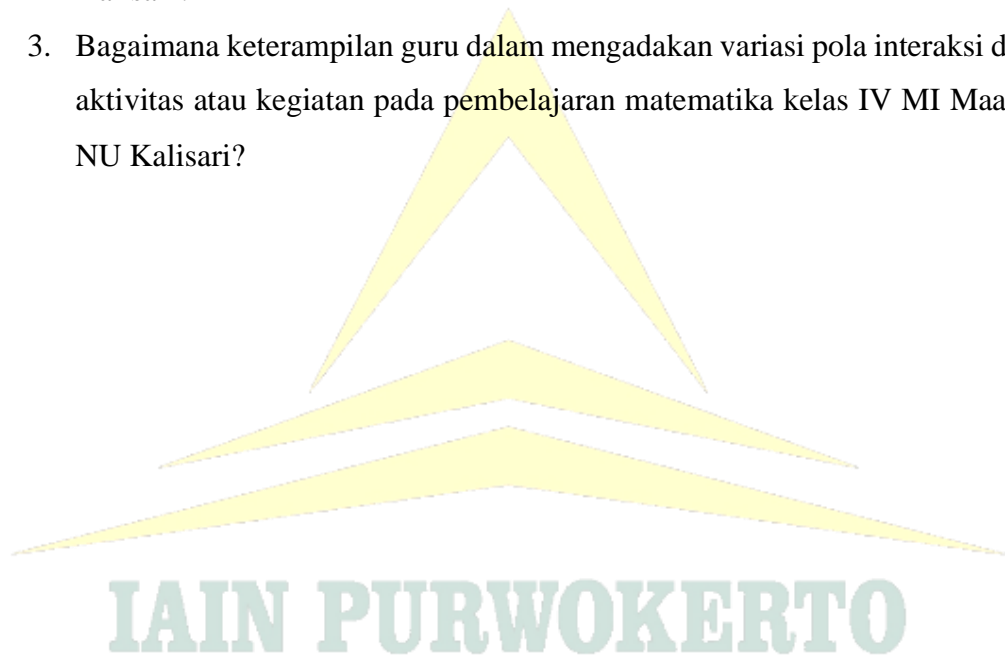 3. Bagaimana keterampilan guru dalam mengadakan variasi pola interaksi
aktivitas atau kegiatan pada pembelajaran matematika kelas IV MI
NU Kalisari?
IAIN PURWOKERTO